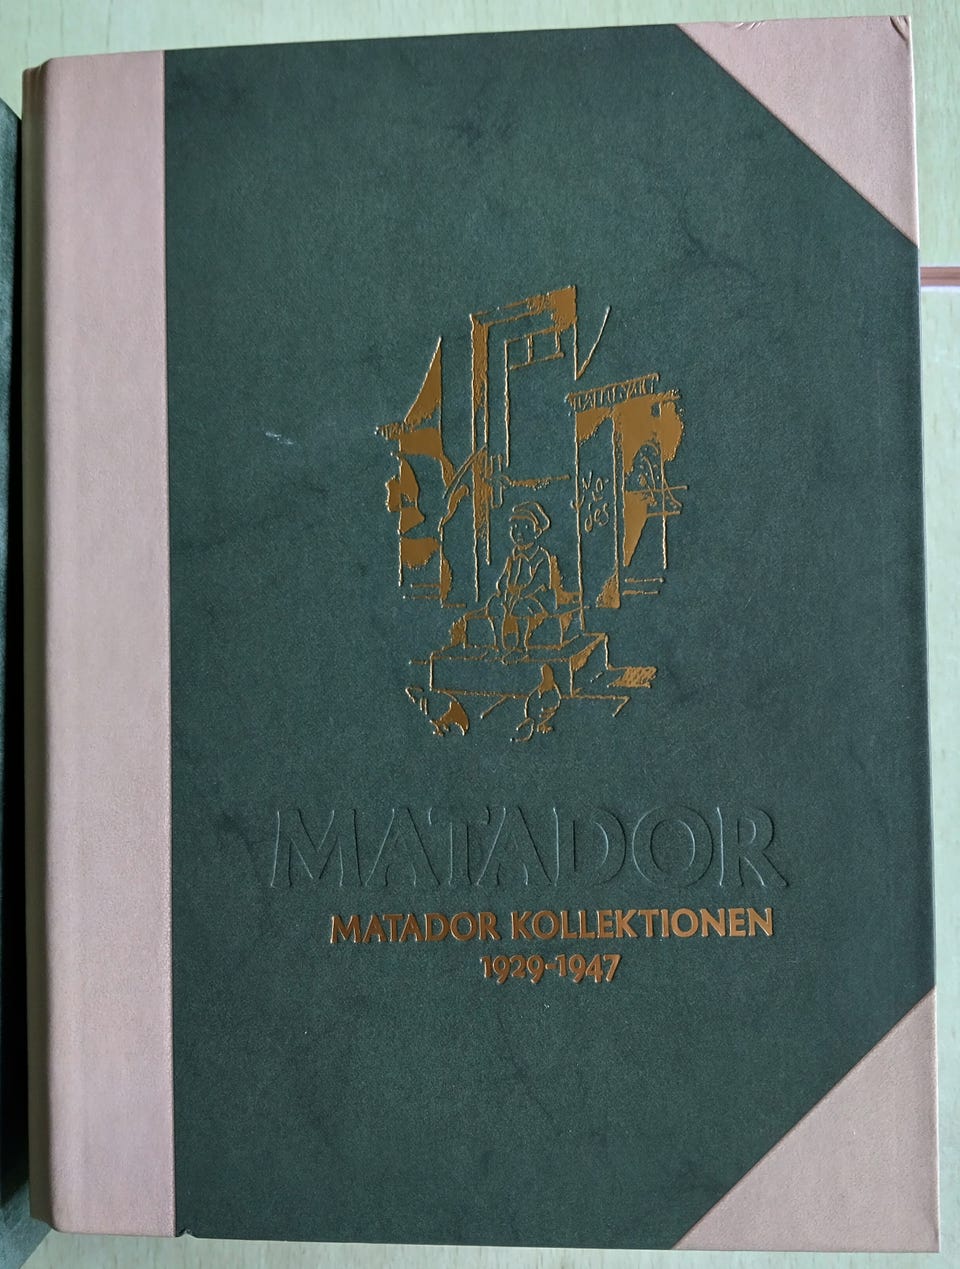 MATADOR
MATADOR KOLLEKTIONEN
1929-1947